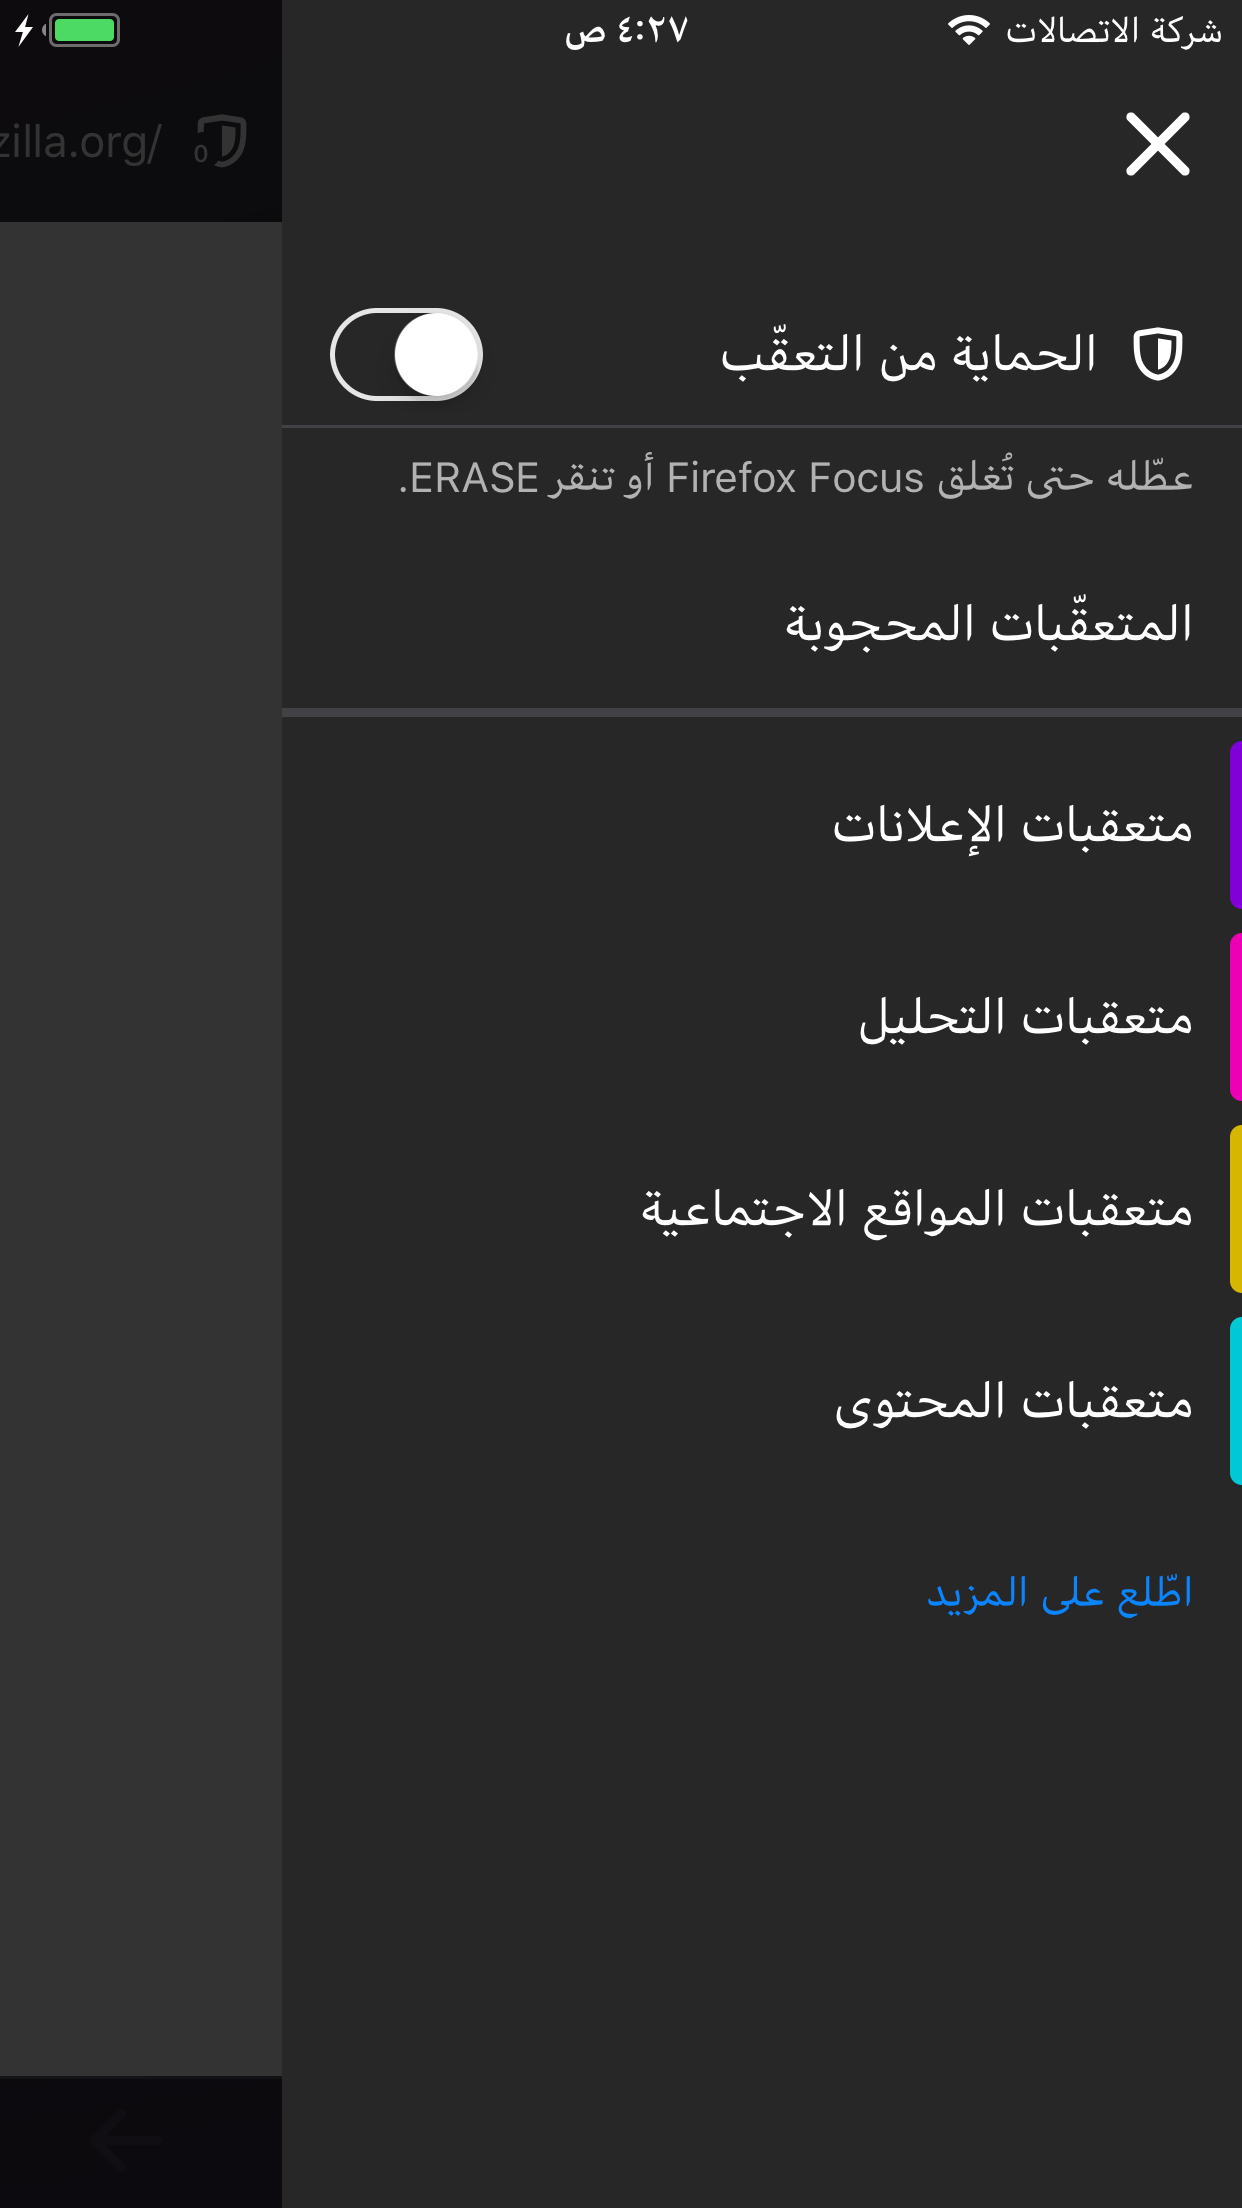 شركة الاتصالات
٤:٢٧ ص
zilla.org/
0
الحماية من التعقّب
عطّله حتى تُغلق Firefox Focus أو تنقر ERASE.
المتعقّبات المحجوبة
متعقبات الإعلانات
متعقبات التحليل
متعقبات المواقع الاجتماعية
متعقبات المحتوى
اطّلع على المزيد